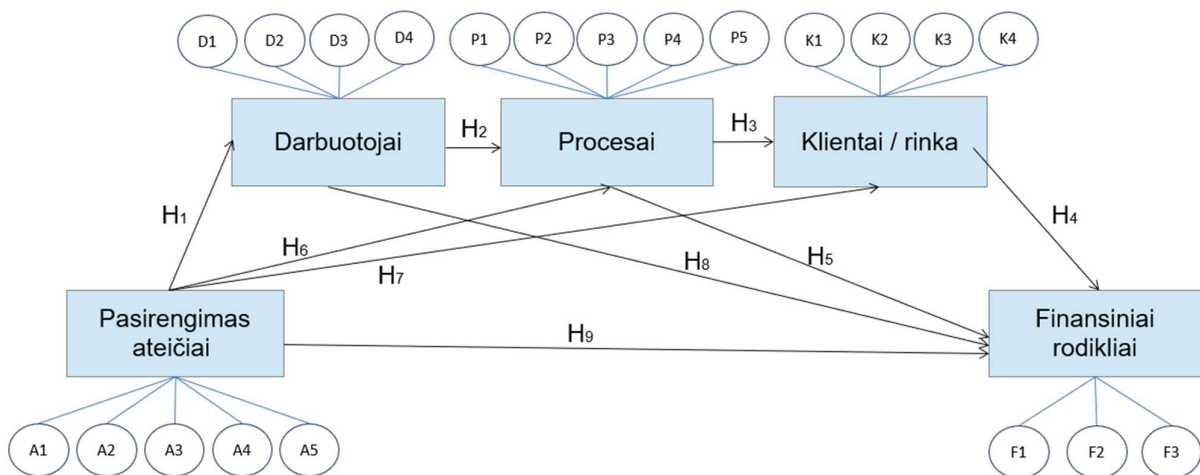 D1 D2 D3 D4 P1 P2 P3 P4 P5 K1 K2 K3 K4
Darbuotojai H₂ Procesai H₃ Klientai / rinka
H₁ H₄
H₆ H₇ H₈ H₅
Pasirengimas
ateičiai
H₉
Finansiniai
rodikliai
A1 A2 A3 A4 A5 F1 F2 F3